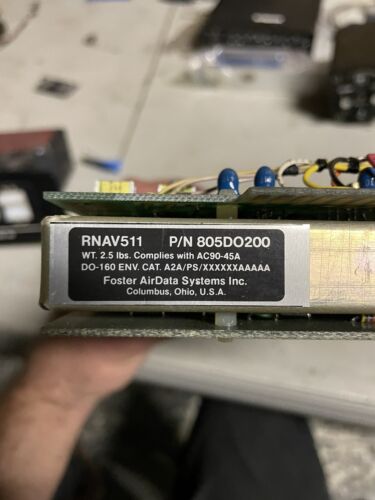 RNAV511 P/N 805DO200
WT. 2.5 lbs. Complies with AC90-45A
DO-160 ENV. CAT. A2A/PS/XXXXXXAAAAA
Foster AirData Systems Inc.
Columbus, Ohio, U.S.A.